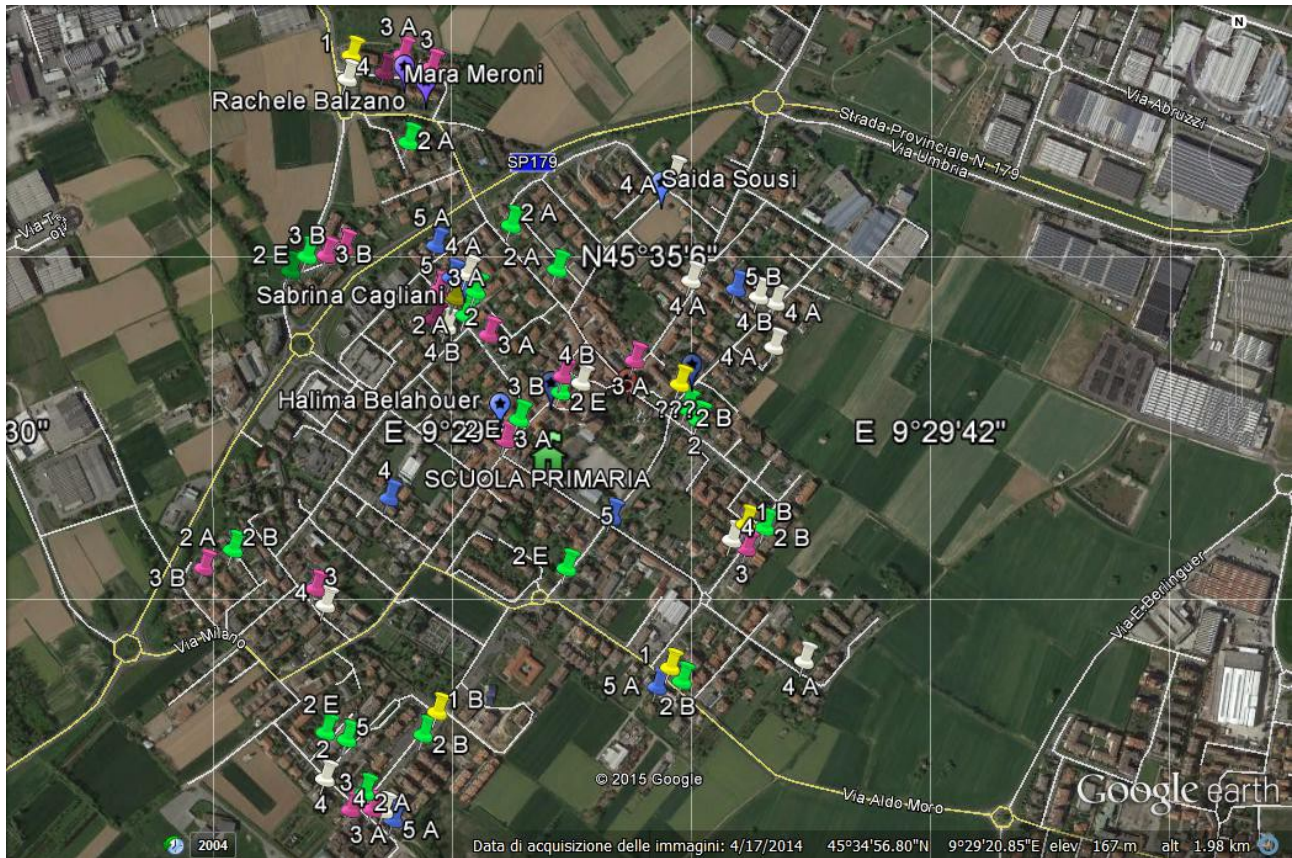 3 A
1
3
N
4
Mara Meroni
Rachele Balzano
Via Abruzzi
Strada Provinciale N. 179
Via Umbria
2 A
SP179
4 A
Saida Sousi
2 A
5 A
3 B
4 A
2 E
3 B
2 A
N45°35'6"
5
3 A
5 B
Sabrina Cagliani
4 A
4 A
2
2 A
4 B
3 A
4 B
4 A
4 B
3 A
3 B
2 E
Halima Belahouer
???
2 B
30"
E 9°29'
2 E
3 A
E 9°29'42"
2
SCUOLA PRIMARIA
4
5
1 B
4
2 B
2 A
2 B
3
2 E
3 B
3
4
Via E Berlinguer
Via Milano
1
5 A
4 A
2 B
1 B
2 E
5
2 B
2
© 2015 Google
3
4
4
2 A
3 A
5 A
Via Aldo Moro
Google earth
2004
Data di acquisizione delle immagini: 4/17/2014 45°34'56.80"N 9°29'20.85"E elev 167 m alt 1.98 km